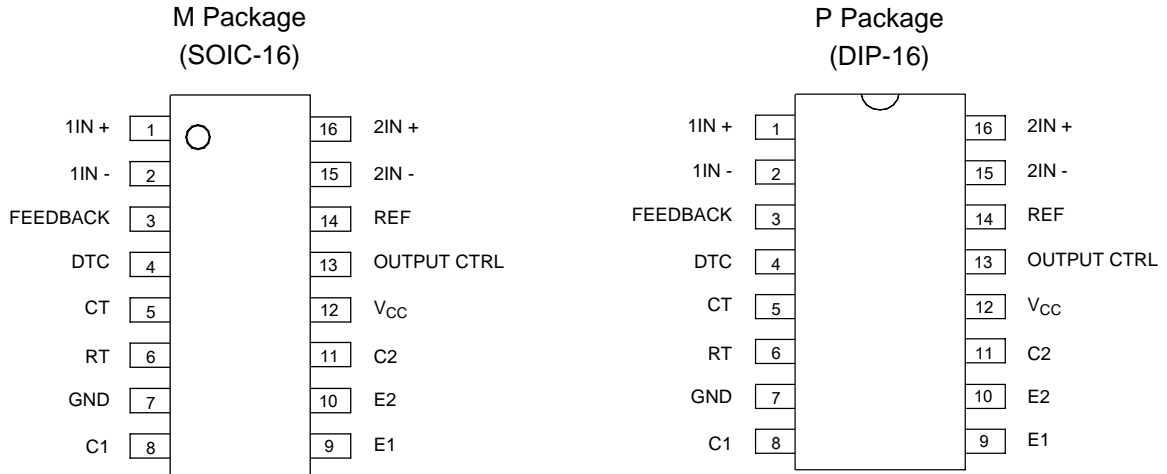 M Package
(SOIC-16)
1IN + 1 16 2IN +
1IN - 2 15 2IN -
FEEDBACK 3 14 REF
DTC 4 13 OUTPUT CTRL
CT 5 12 VCC
RT 6 11 C2
GND 7 10 E2
C1 8 9 E1
P Package
(DIP-16)
1IN + 1 16 2IN +
1IN - 2 15 2IN -
FEEDBACK 3 14 REF
DTC 4 13 OUTPUT CTRL
CT 5 12 VCC
RT 6 11 C2
GND 7 10 E2
C1 8 9 E1